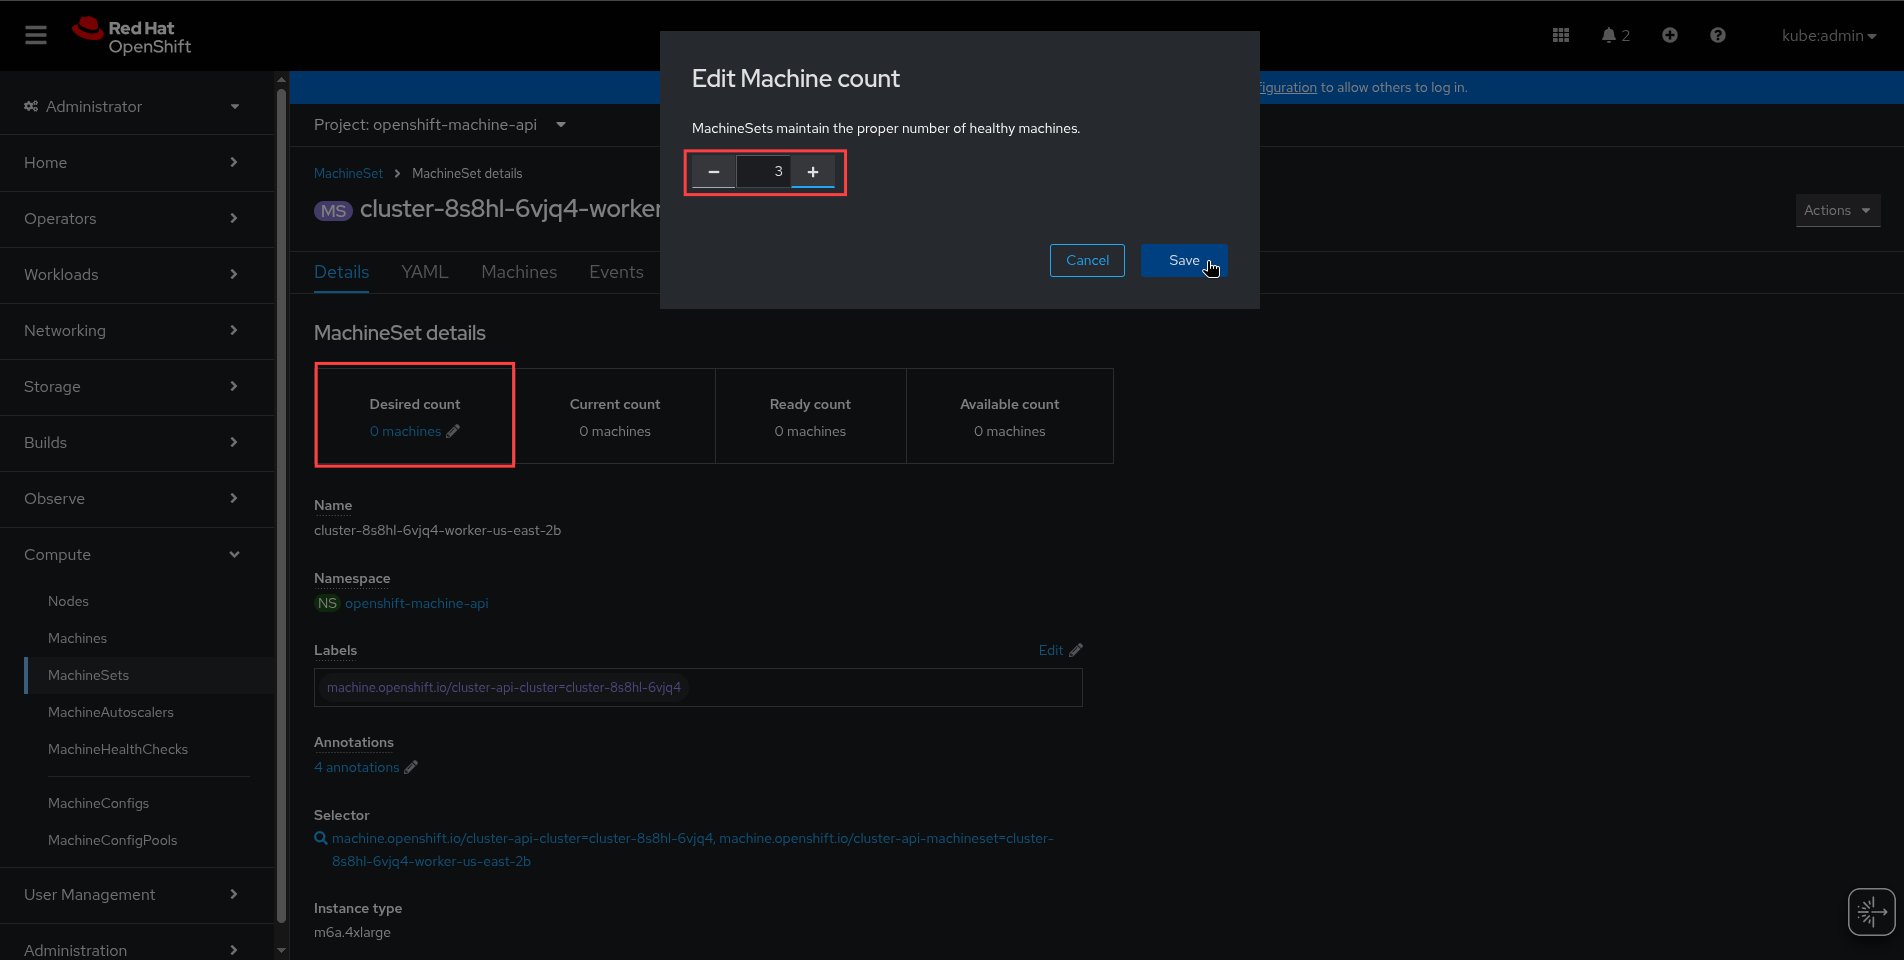 Red Hat
OpenShift
2
kube:admin
Administrator
Home
Operators
Workloads
Networking
Storage
Builds
Observe
Compute
Nodes
Machines
MachineSets
MachineAutoscalers
MachineHealthChecks
MachineConfigs
MachineConfigPools
User Management
Administration
figuration to allow others to log in.
Project: openshift-machine-api
MachineSet > MachineSet details
MS cluster-8s8hl-6vjq4-worker
Actions
Details YAML Machines Events
Edit Machine count
MachineSets maintain the proper number of healthy machines.
− 3 +
Cancel Save
MachineSet details
Desired count Current count Ready count Available count
0 machines 0 machines 0 machines 0 machines
Name
cluster-8s8hl-6vjq4-worker-us-east-2b
Namespace
NS openshift-machine-api
Labels Edit
machine.openshift.io/cluster-api-cluster=cluster-8s8hl-6vjq4
Annotations
4 annotations
Selector
machine.openshift.io/cluster-api-cluster=cluster-8s8hl-6vjq4, machine.openshift.io/cluster-api-machineset=cluster-
8s8hl-6vjq4-worker-us-east-2b
Instance type
m6a.4xlarge